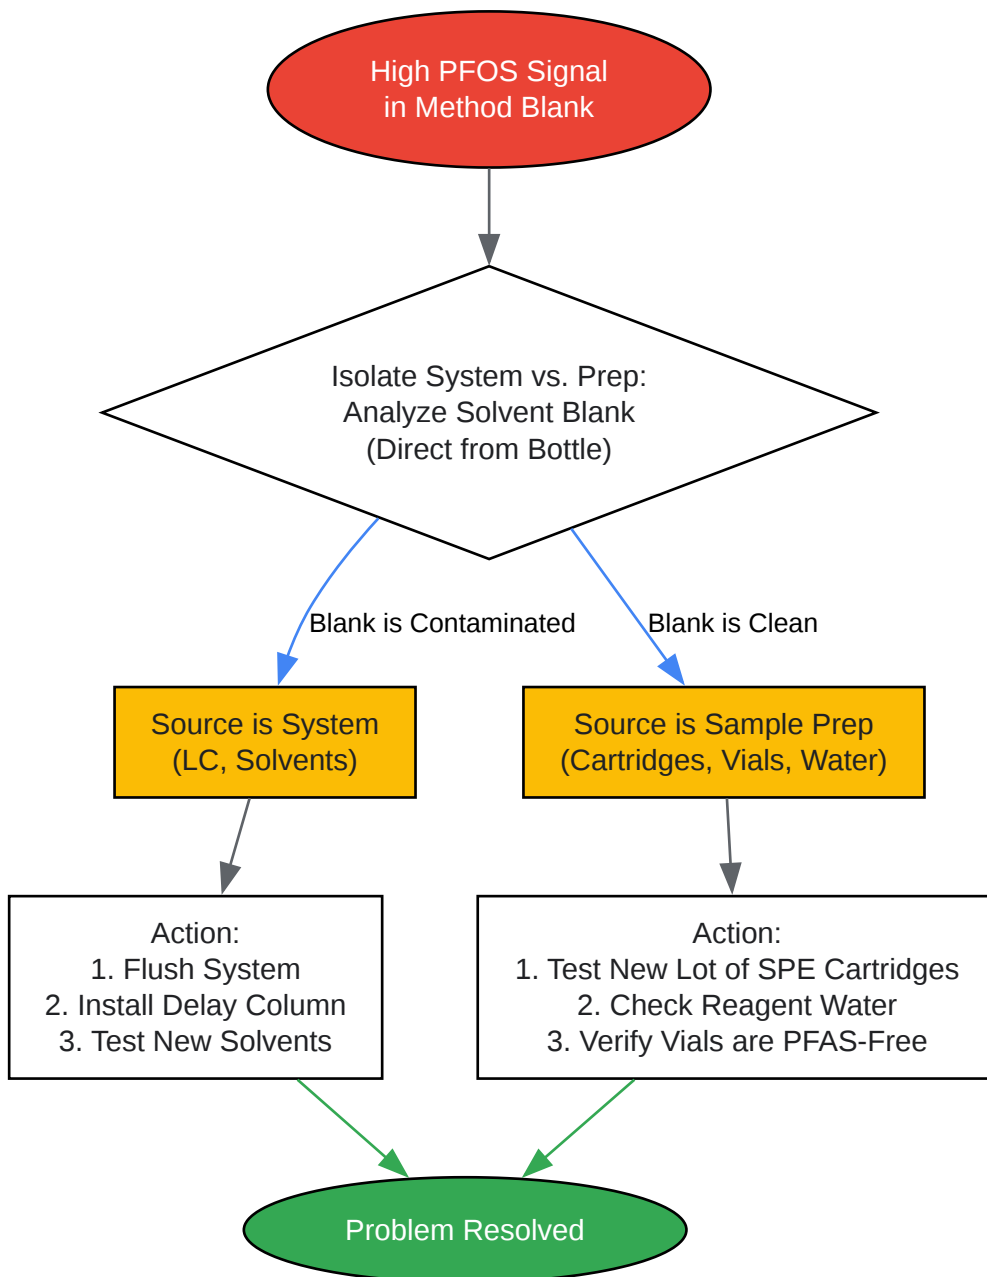 High PFOS Signal
in Method Blank
Isolate System vs. Prep:
Analyze Solvent Blank
(Direct from Bottle)
Blank is Contaminated
Blank is Clean
Source is System
(LC, Solvents)
Source is Sample Prep
(Cartridges, Vials, Water)
Action:
1. Flush System
2. Install Delay Column
3. Test New Solvents
Action:
1. Test New Lot of SPE Cartridges
2. Check Reagent Water
3. Verify Vials are PFAS-Free
Problem Resolved